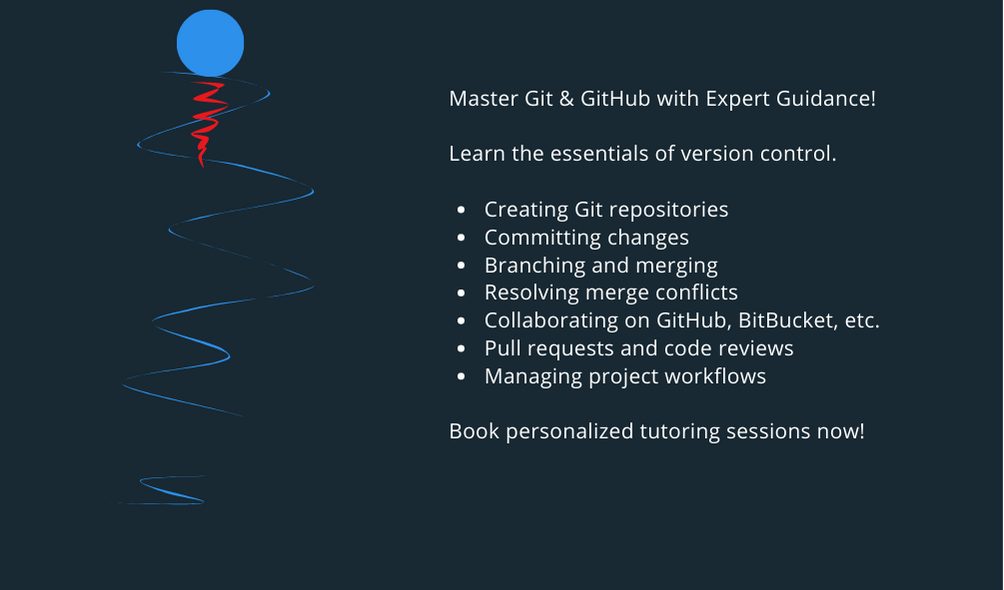 Master Git & GitHub with Expert Guidance!
Learn the essentials of version control.
• Creating Git repositories
• Committing changes
• Branching and merging
• Resolving merge conflicts
• Collaborating on GitHub, BitBucket, etc.
• Pull requests and code reviews
• Managing project workflows
Book personalized tutoring sessions now!